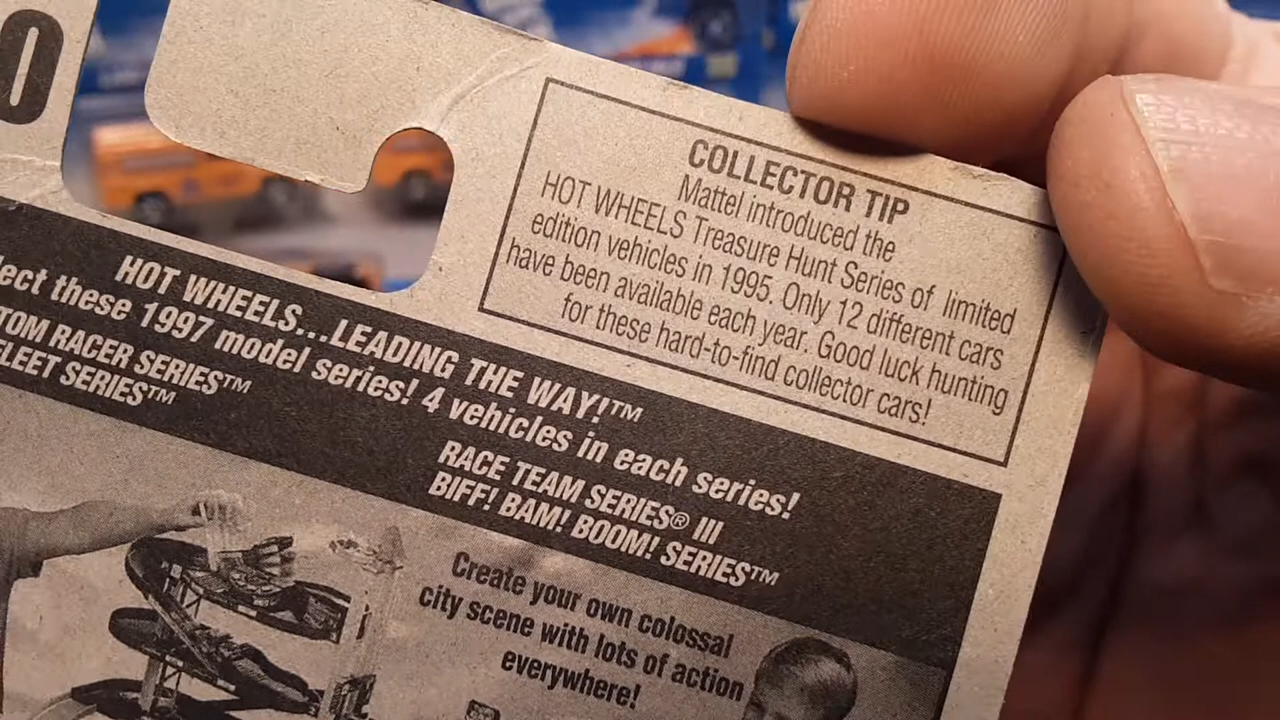 0
COLLECTOR TIP
Mattel introduced the
HOT WHEELS Treasure Hunt Series of limited
edition vehicles in 1995. Only 12 different cars
have been available each year. Good luck hunting
for these hard-to-find collector cars!
HOT WHEELS...LEADING THE WAY!™
lect these 1997 model series! 4 vehicles in each series!
TOM RACER SERIES™
FLEET SERIES™
RACE TEAM SERIES® III
BIFF! BAM! BOOM! SERIES™
Create your own colossal
city scene with lots of action
everywhere!